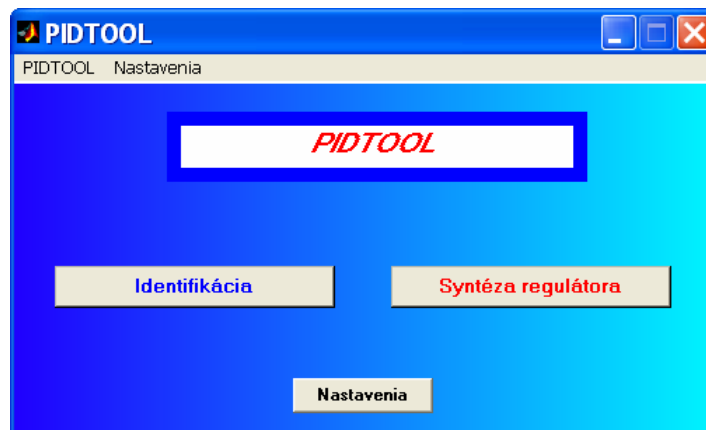 PIDTOOL
PIDTOOL Nastavenia
PIDTOOL
Identifikácia Syntéza regulátora
Nastavenia